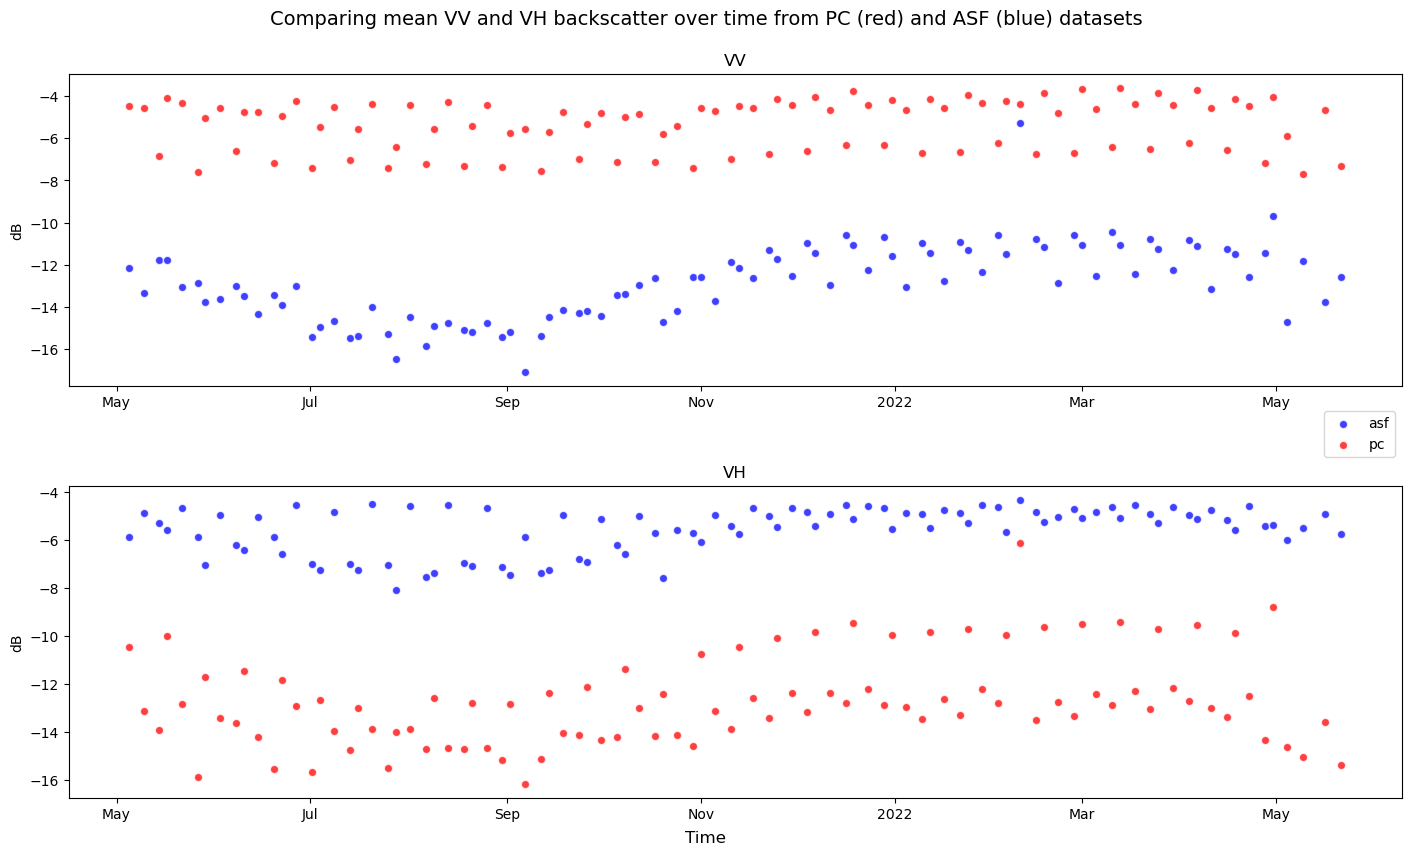 Comparing mean VV and VH backscatter over time from PC (red) and ASF (blue) datasets
VV
dB
−4
−6
−8
−10
−12
−14
−16
May Jul Sep Nov 2022 Mar May
asf
pc
VH
dB
−4
−6
−8
−10
−12
−14
−16
May Jul Sep Nov 2022 Mar May
Time